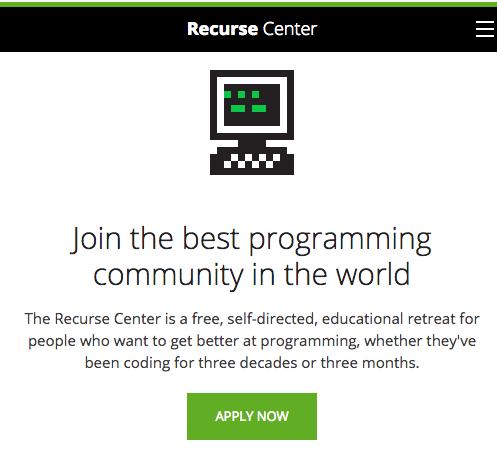 Recurse Center
Join the best programming
community in the world
The Recurse Center is a free, self-directed, educational retreat for
people who want to get better at programming, whether they've
been coding for three decades or three months.
APPLY NOW